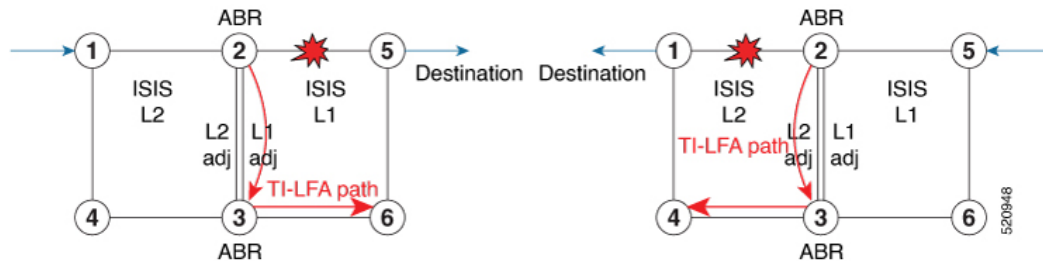 ABR
1
2
5
Destination
ISIS
L2
ISIS
L1
L2
adj
L1
adj
TI-LFA path
4
3
6
ABR
ABR
1
2
5
Destination
ISIS
L2
ISIS
L1
L2
adj
L1
adj
TI-LFA path
4
3
6
ABR
520948